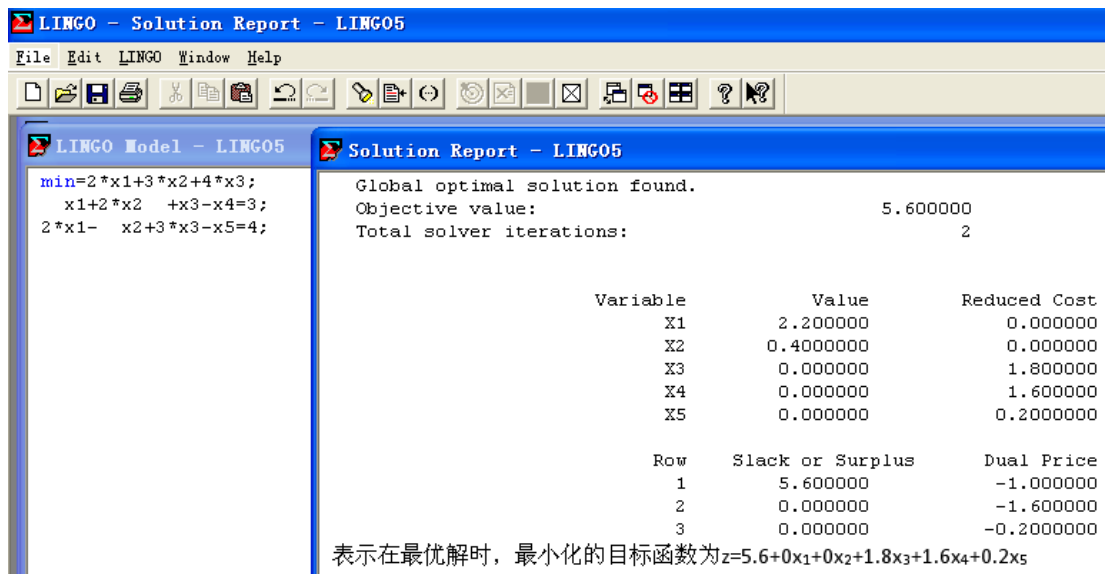 LINGO - Solution Report - LINGO5
File Edit LINGO Window Help
LINGO Model - LINGO5
min=2*x1+3*x2+4*x3;
x1+2*x2 +x3-x4=3;
2*x1- x2+3*x3-x5=4;
Solution Report - LINGO5
Global optimal solution found.
Objective value: 5.600000
Total solver iterations: 2
Variable Value Reduced Cost
X1 2.200000 0.000000
X2 0.4000000 0.000000
X3 0.000000 1.800000
X4 0.000000 1.600000
X5 0.000000 0.2000000
Row Slack or Surplus Dual Price
1 5.600000 -1.000000
2 0.000000 -1.600000
3 0.000000 -0.2000000
表示在最优解时，最小化的目标函数为z=5.6+0x₁+0x₂+1.8x₃+1.6x₄+0.2x₅